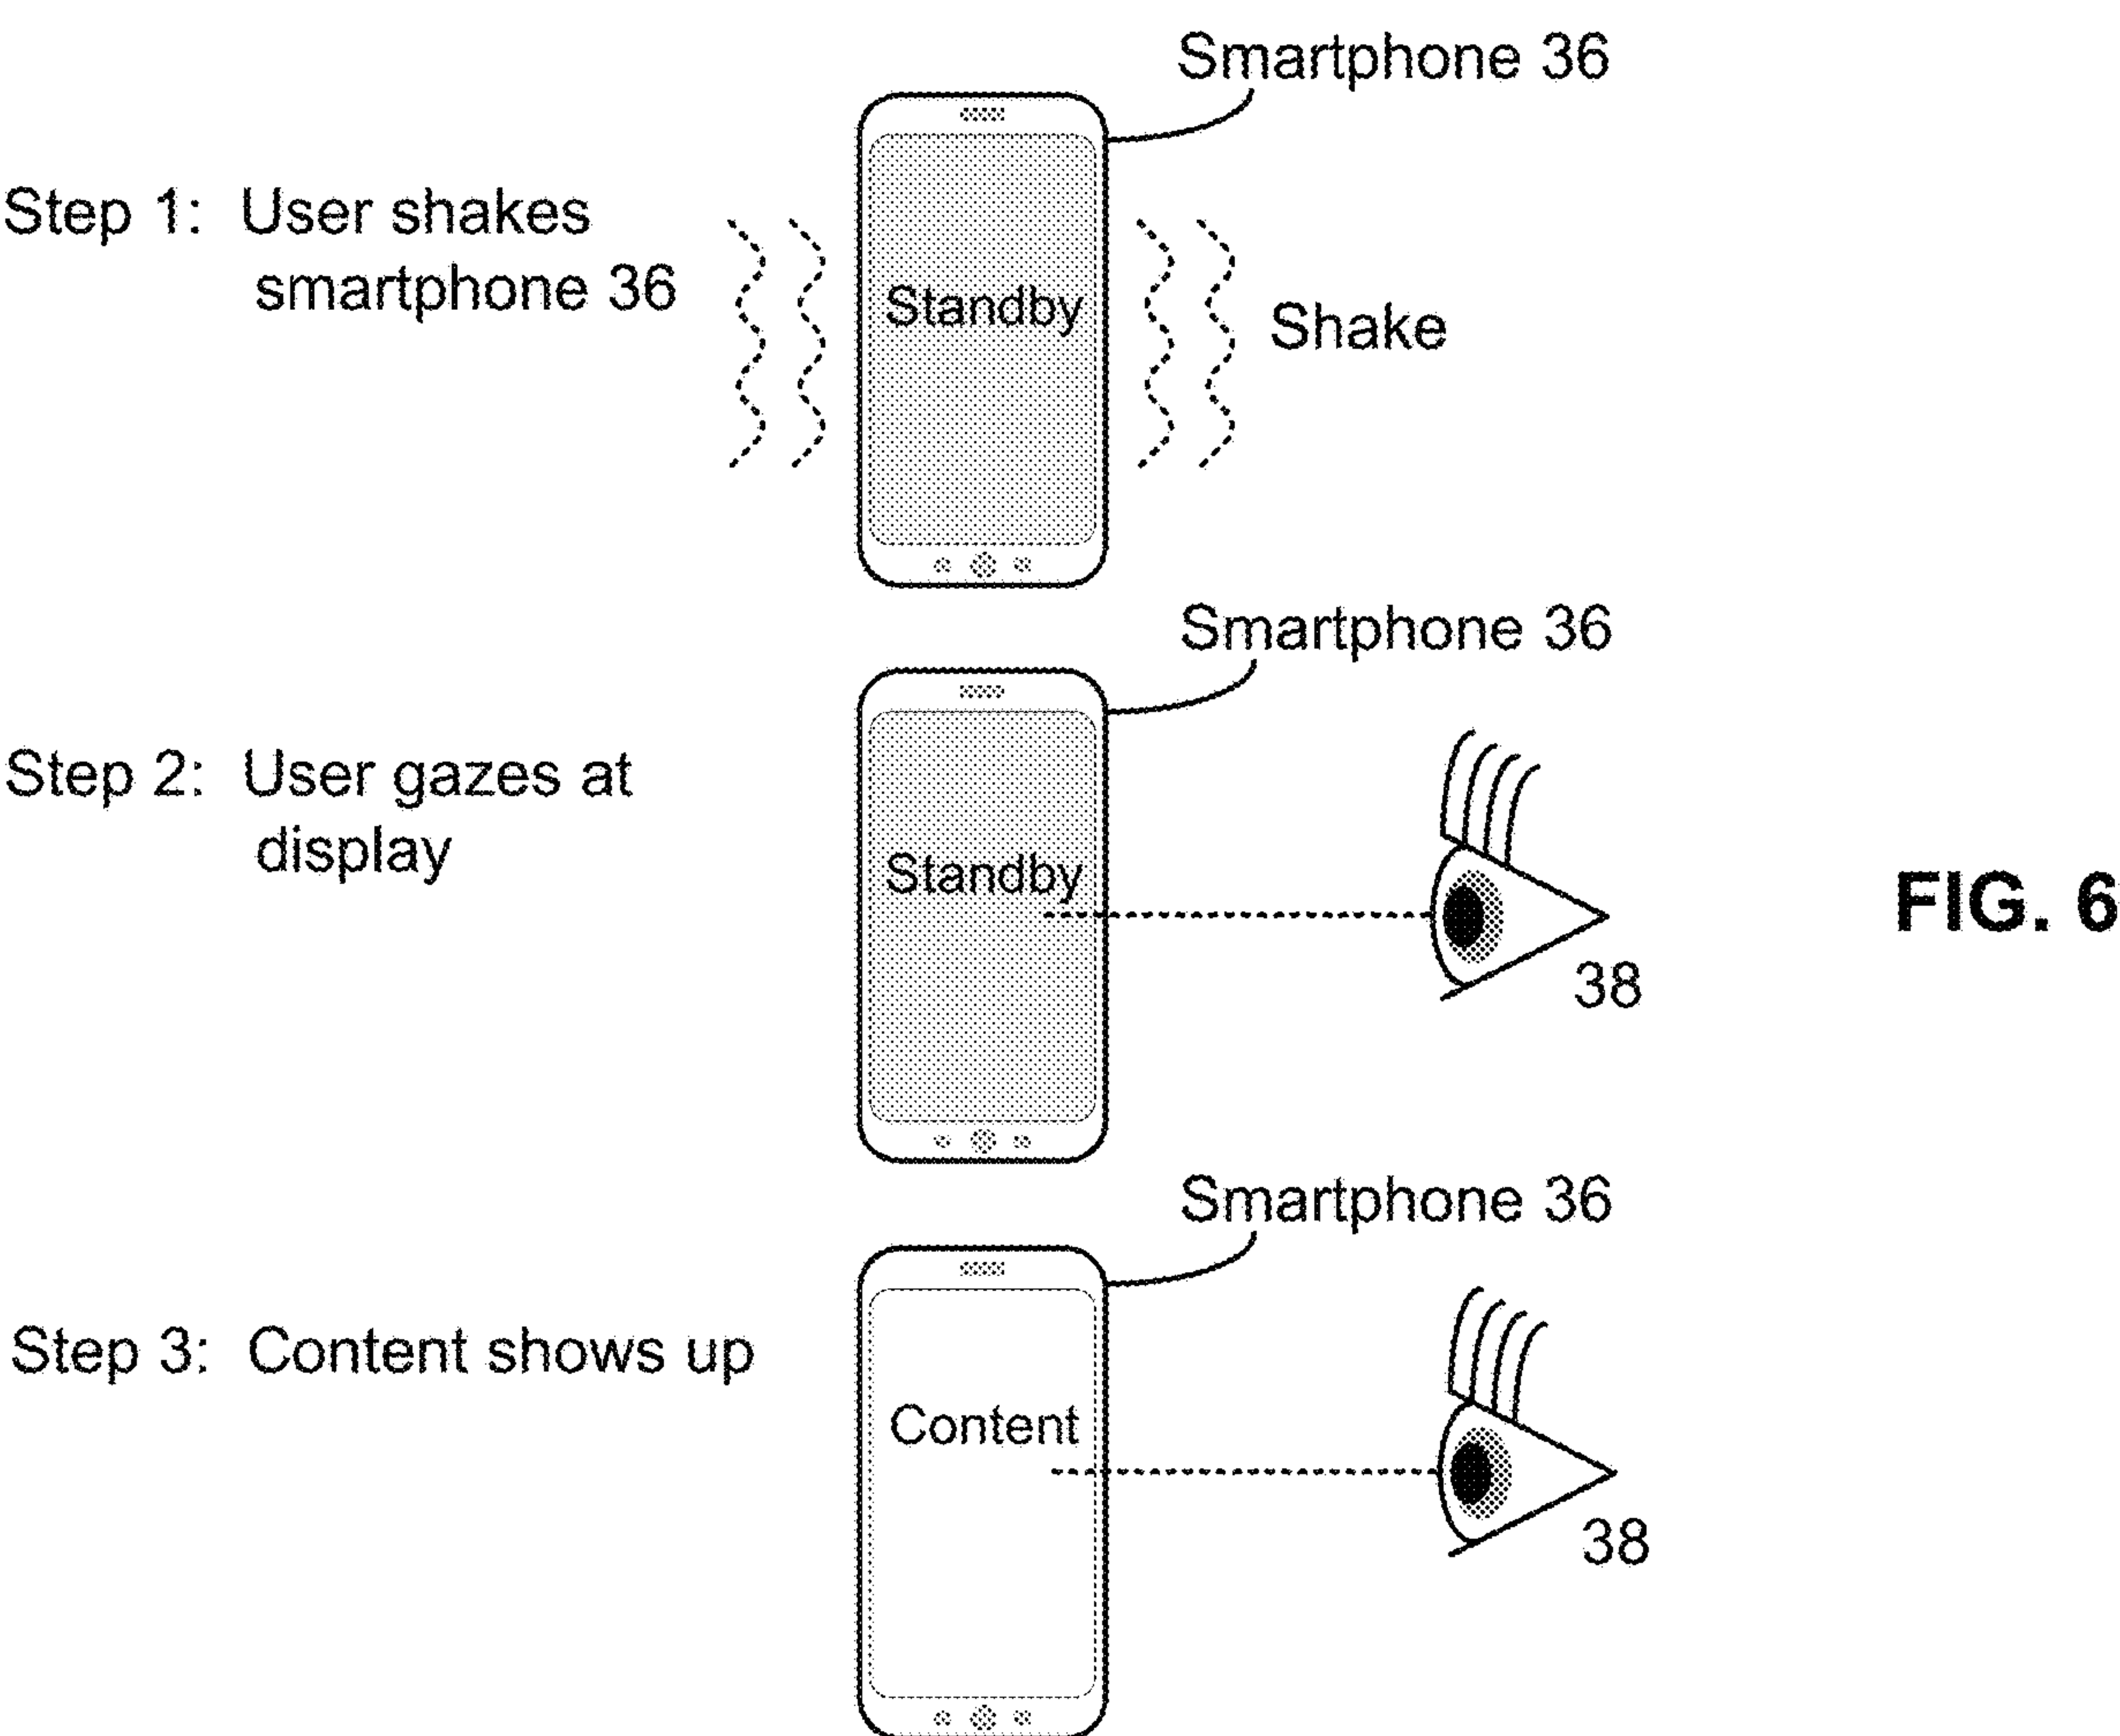 Smartphone 36
Step 1: User shakes
smartphone 36
Standby
Shake
Smartphone 36
Step 2: User gazes at
display
Standby
38
FIG. 6
Smartphone 36
Step 3: Content shows up
Content
38